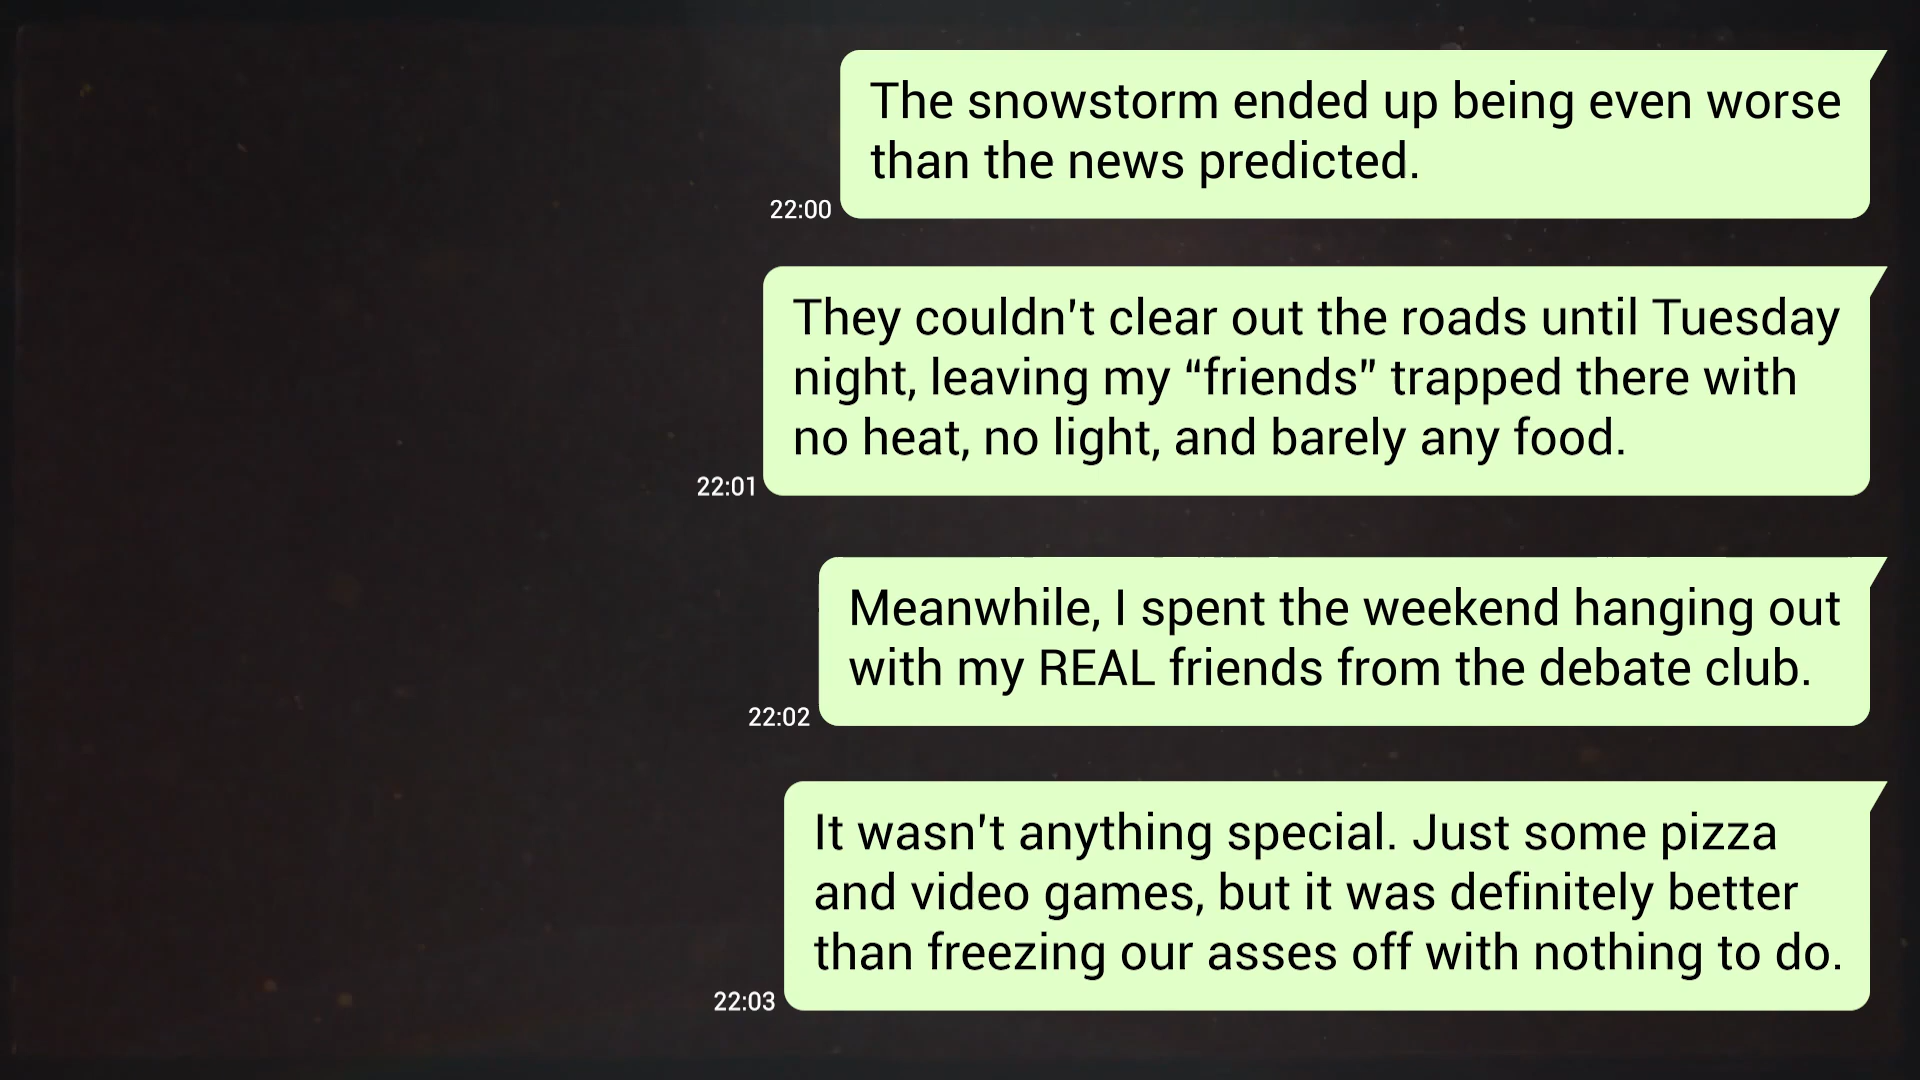 The snowstorm ended up being even worse
than the news predicted.
22:00
They couldn't clear out the roads until Tuesday
night, leaving my “friends” trapped there with
no heat, no light, and barely any food.
22:01
Meanwhile, I spent the weekend hanging out
with my REAL friends from the debate club.
22:02
It wasn't anything special. Just some pizza
and video games, but it was definitely better
than freezing our asses off with nothing to do.
22:03